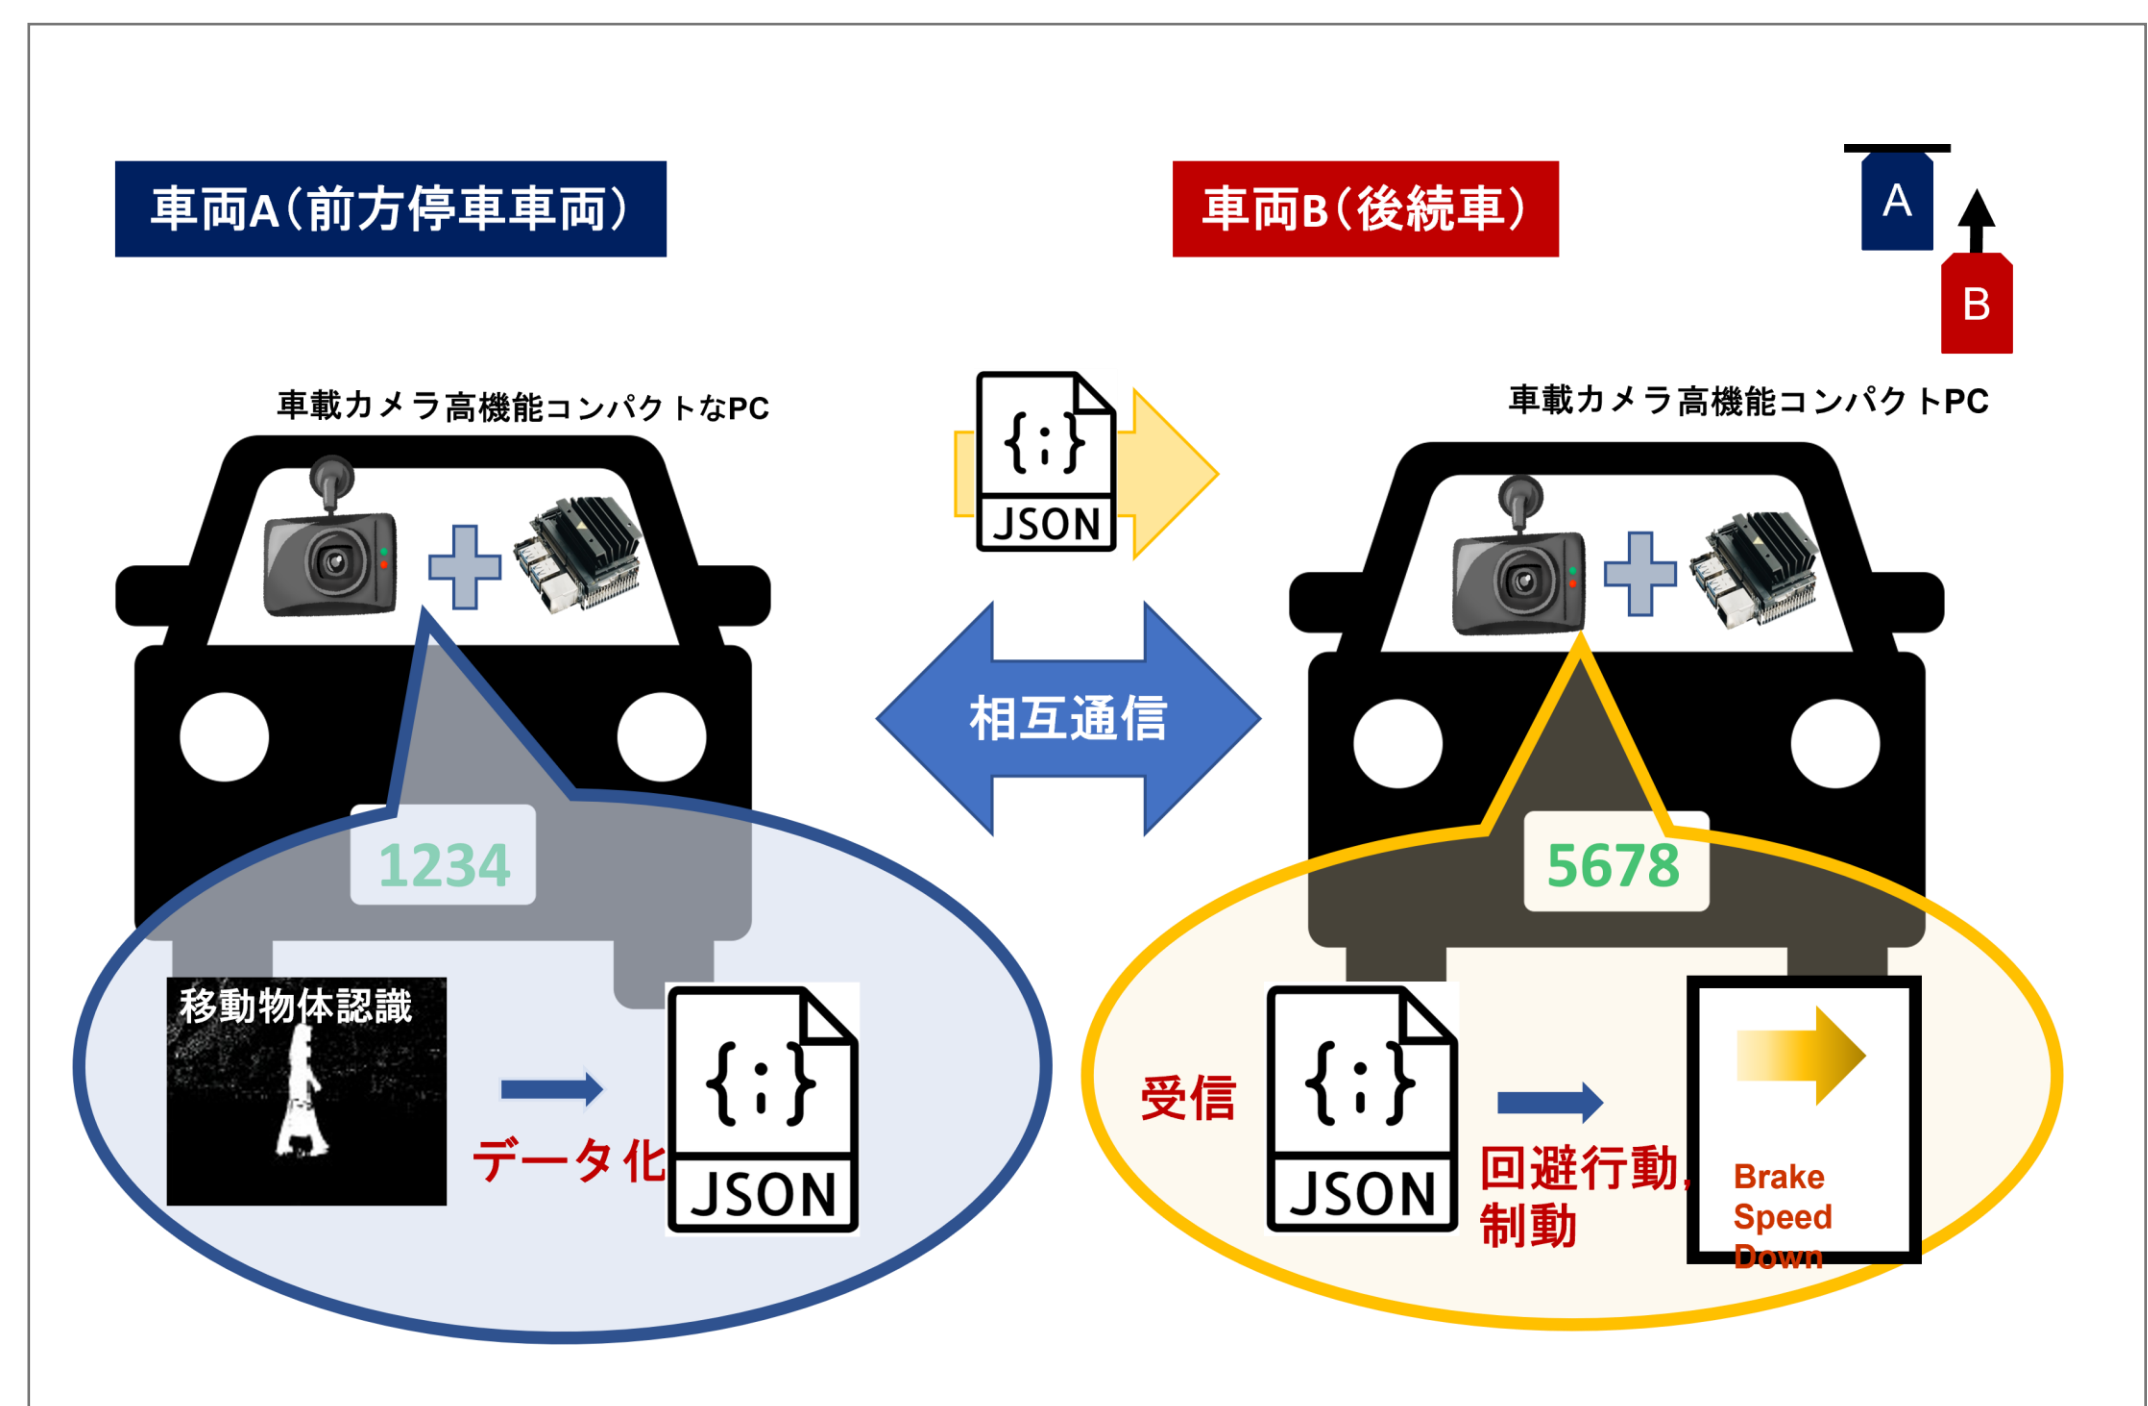 車両A（前方停車車両）
車両B（後続車）
A
B
車載カメラ高機能コンパクトなPC
車載カメラ高機能コンパクトPC
{;}
JSON
相互通信
1234
5678
移動物体認識
データ化
{;}
JSON
受信
{;}
JSON
回避行動,
制動
Brake
Speed
Down